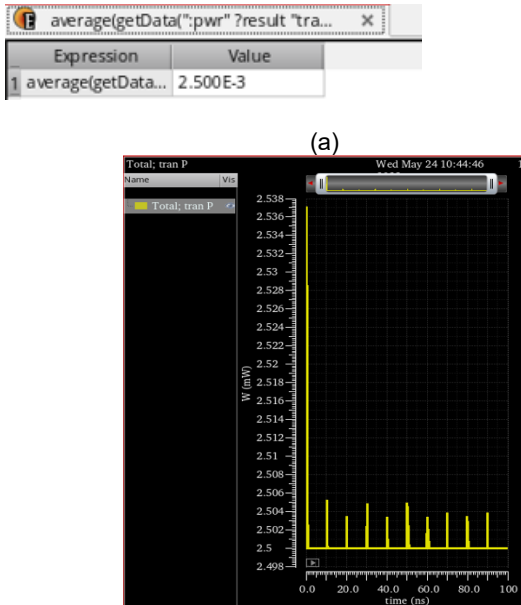 average(getData(":pwr" ?result "tra...
Expression Value
1 average(getData... 2.500E-3
(a)
Total; tran P Wed May 24 10:44:46 1
Name Vis
Total; tran P
2.538
2.536
2.534
2.532
2.53
2.528
2.526
2.524
2.522
2.52
2.518
2.516
2.514
2.512
2.51
2.508
2.506
2.504
2.502
2.5
2.498
W (mW)
0.0 20.0 40.0 60.0 80.0 100
time (ns)